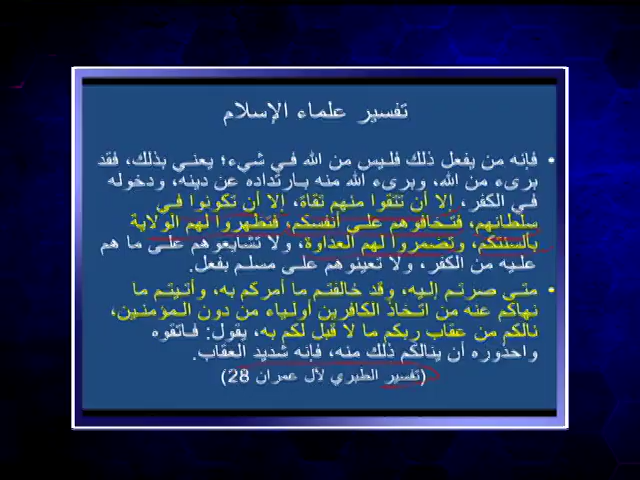 تفسير علماء الإسلام
• فإنه من يفعل ذلك فليس من الله في شيء؛ يعني بذلك، فقد
برىء من الله، وبرىء الله منه بارتداده عن دينه، ودخوله
في الكفر، إلا أن تتقوا منهم تقاة، إلا أن تكونوا في
سلطانهم، فتخافوهم على أنفسكم، فتظهروا لهم الولاية
بألسنتكم، وتضمروا لهم العداوة، ولا تشايعوهم على ما هم
عليه من الكفر، ولا تعينوهم على مسلم بفعل.
• متى صرتم إليه، وقد خالفتم ما أمركم به، وأتيتم ما
نهاكم عنه من اتخاذ الكافرين أولياء من دون المؤمنين،
نالكم من عقاب ربكم ما لا قبل لكم به، يقول: فاتقوه
واحذوره أن ينالكم ذلك منه، فإنه شديد العقاب.
(تفسير الطبري لآل عمران 28)